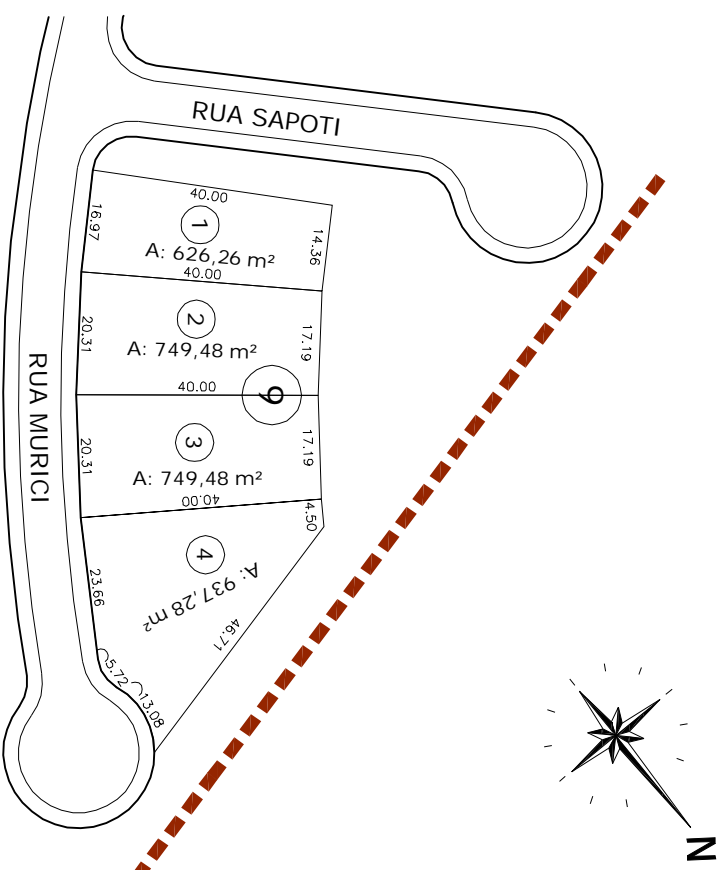 RUA SAPOTI
40.00
1
16.97
14.36
A: 626,26 m²
40.00
2
20.31
17.19
A: 749,48 m²
40.00
9
RUA MURICI
3
20.31
17.19
A: 749,48 m²
40.00
4.50
4
A: 937,28 m²
23.66
46.71
5.72
13.08
N